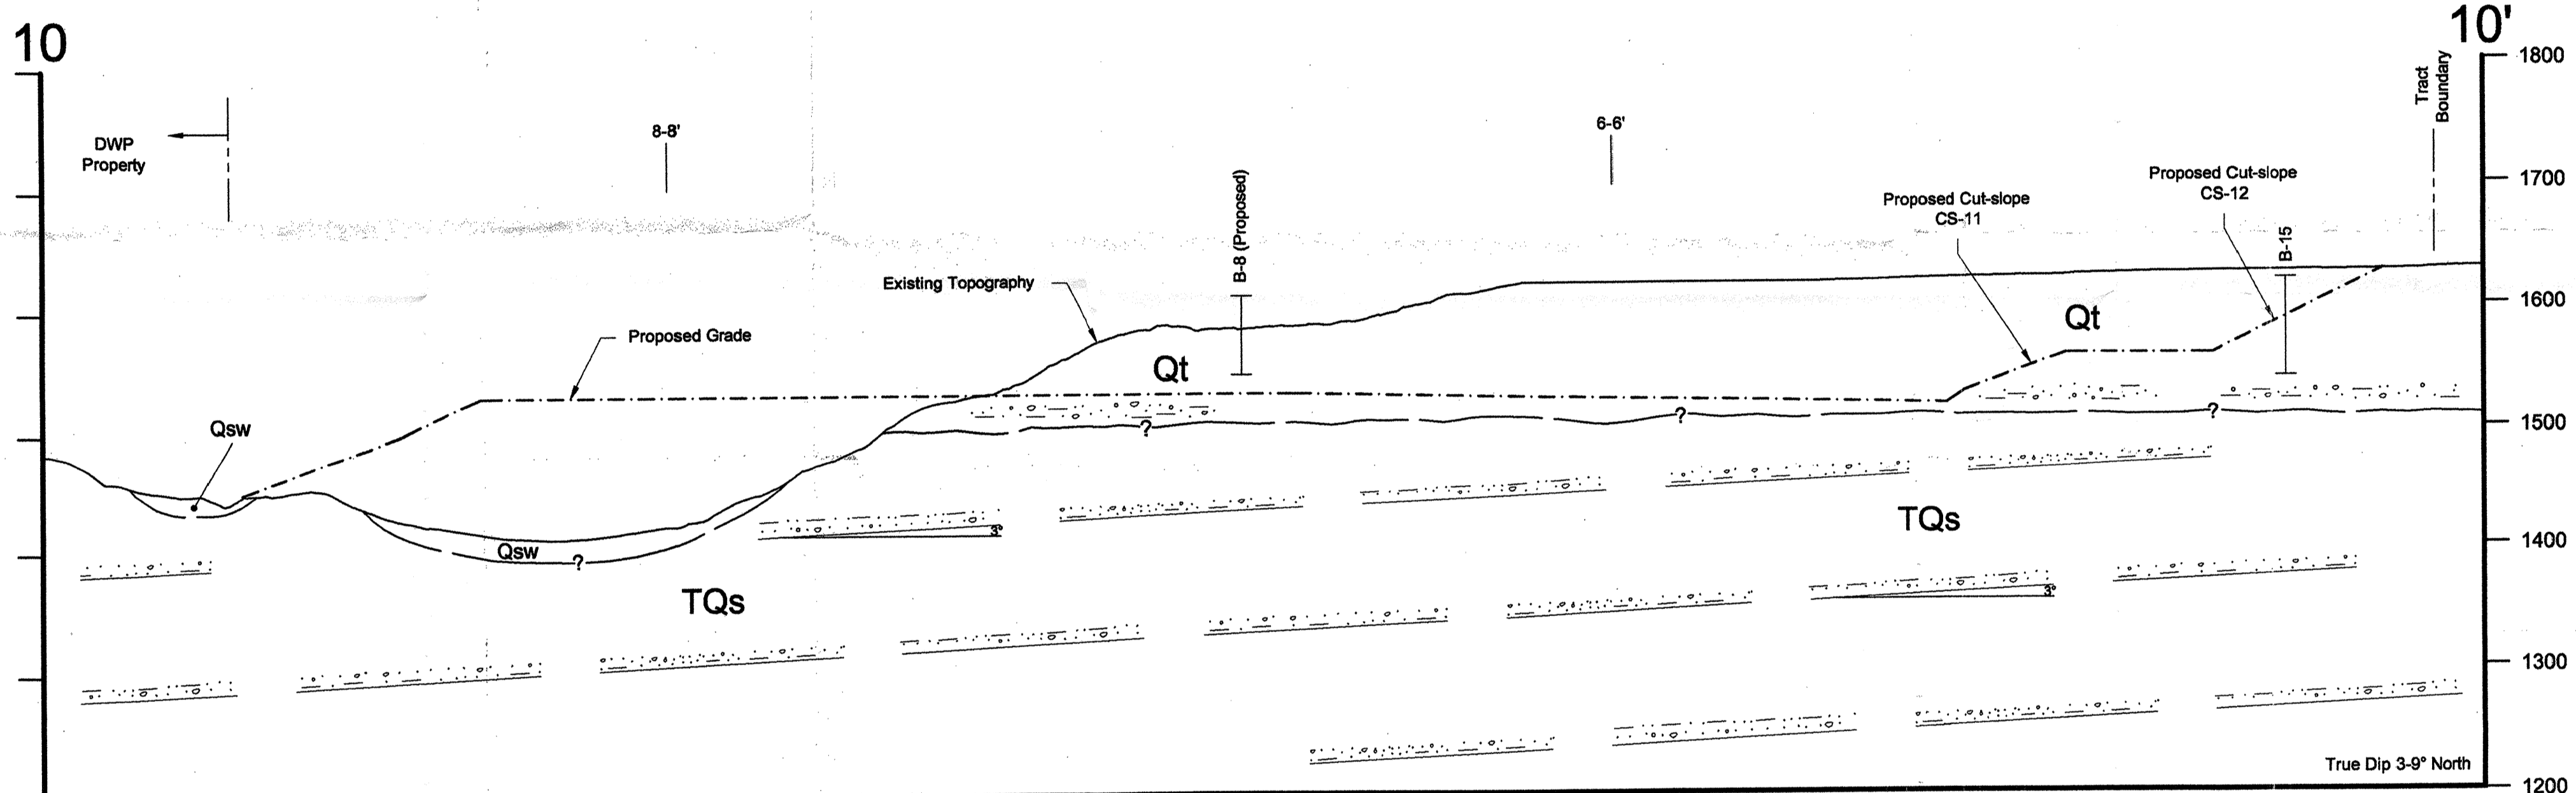 10
10'
1800
Tract
Boundary
DWP
Property
8-8'
6-6'
B-8 (Proposed)
1700
Proposed Cut-slope
CS-12
Proposed Cut-slope
CS-11
B-15
Existing Topography
1600
Qt
Proposed Grade
Qt
Qsw
?
?
?
1500
3°
TQs
Qsw
?
1400
TQs
3°
1300
True Dip 3-9° North
1200